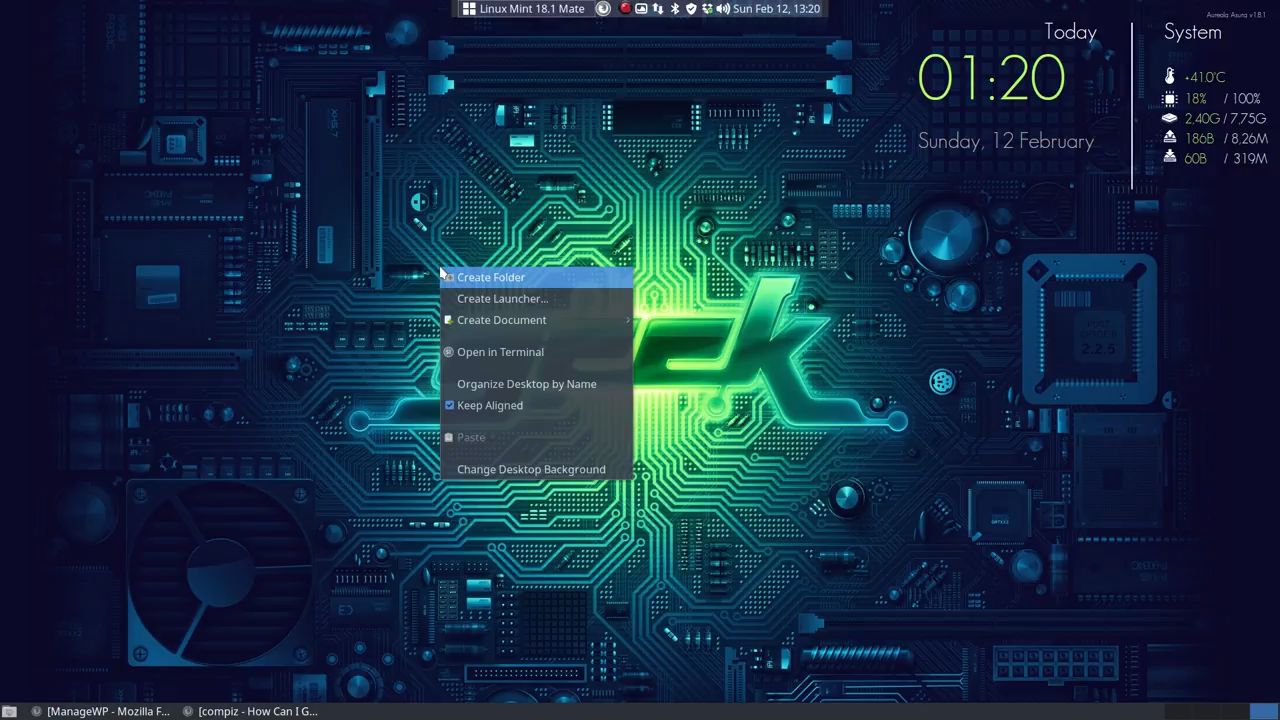 Linux Mint 18.1 Mate
Sun Feb 12, 13:20
Aureola Asura v1.8.1
Today
01:20
Sunday, 12 February
System
+41.0°C
18% / 100%
2.40G / 7.75G
186B / 8,26M
60B / 319M
Create Folder
Create Launcher...
Create Document
Open in Terminal
Organize Desktop by Name
Keep Aligned
Paste
Change Desktop Background
2.2.5
[ManageWP - Mozilla F...
[compiz - How Can I G...